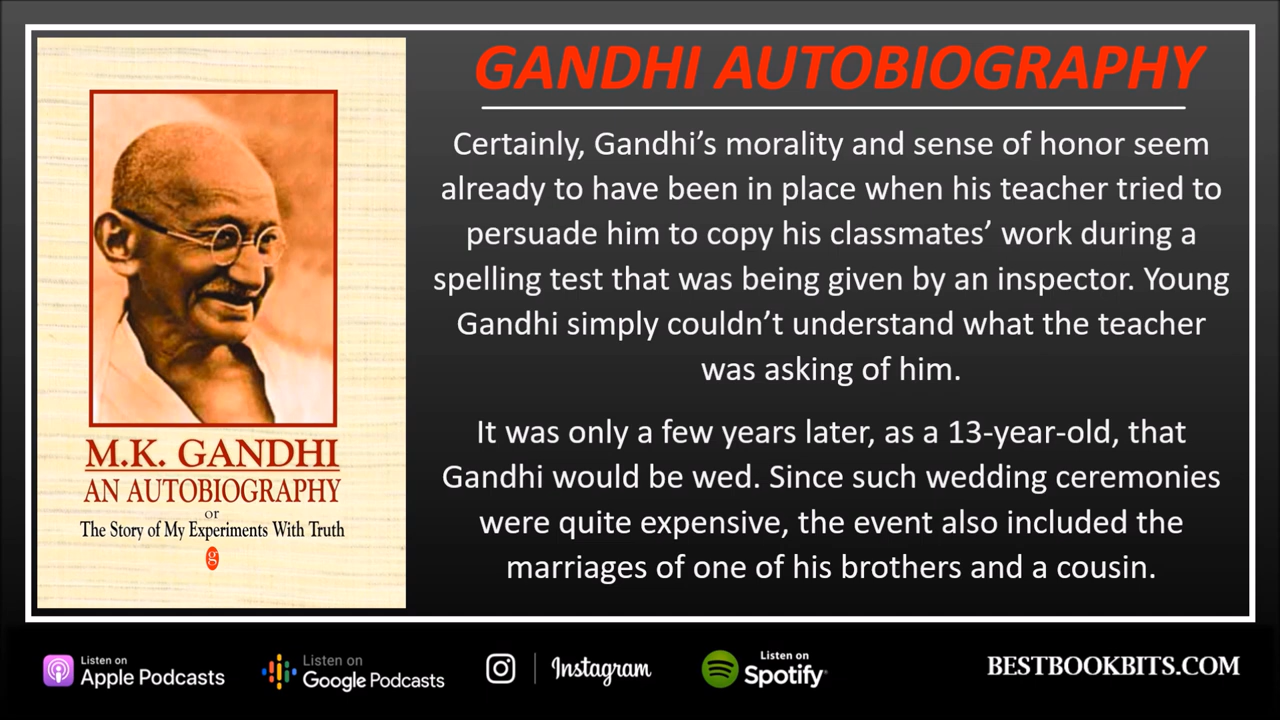 GANDHI AUTOBIOGRAPHY
Certainly, Gandhi’s morality and sense of honor seem
already to have been in place when his teacher tried to
persuade him to copy his classmates’ work during a
spelling test that was being given by an inspector. Young
Gandhi simply couldn’t understand what the teacher
was asking of him.
It was only a few years later, as a 13-year-old, that
Gandhi would be wed. Since such wedding ceremonies
were quite expensive, the event also included the
marriages of one of his brothers and a cousin.
M.K. GANDHI
AN AUTOBIOGRAPHY
or
The Story of My Experiments With Truth
g
Listen on
Apple Podcasts
Listen on
Google Podcasts
Instagram
Listen on
Spotify
BESTBOOKBITS.COM